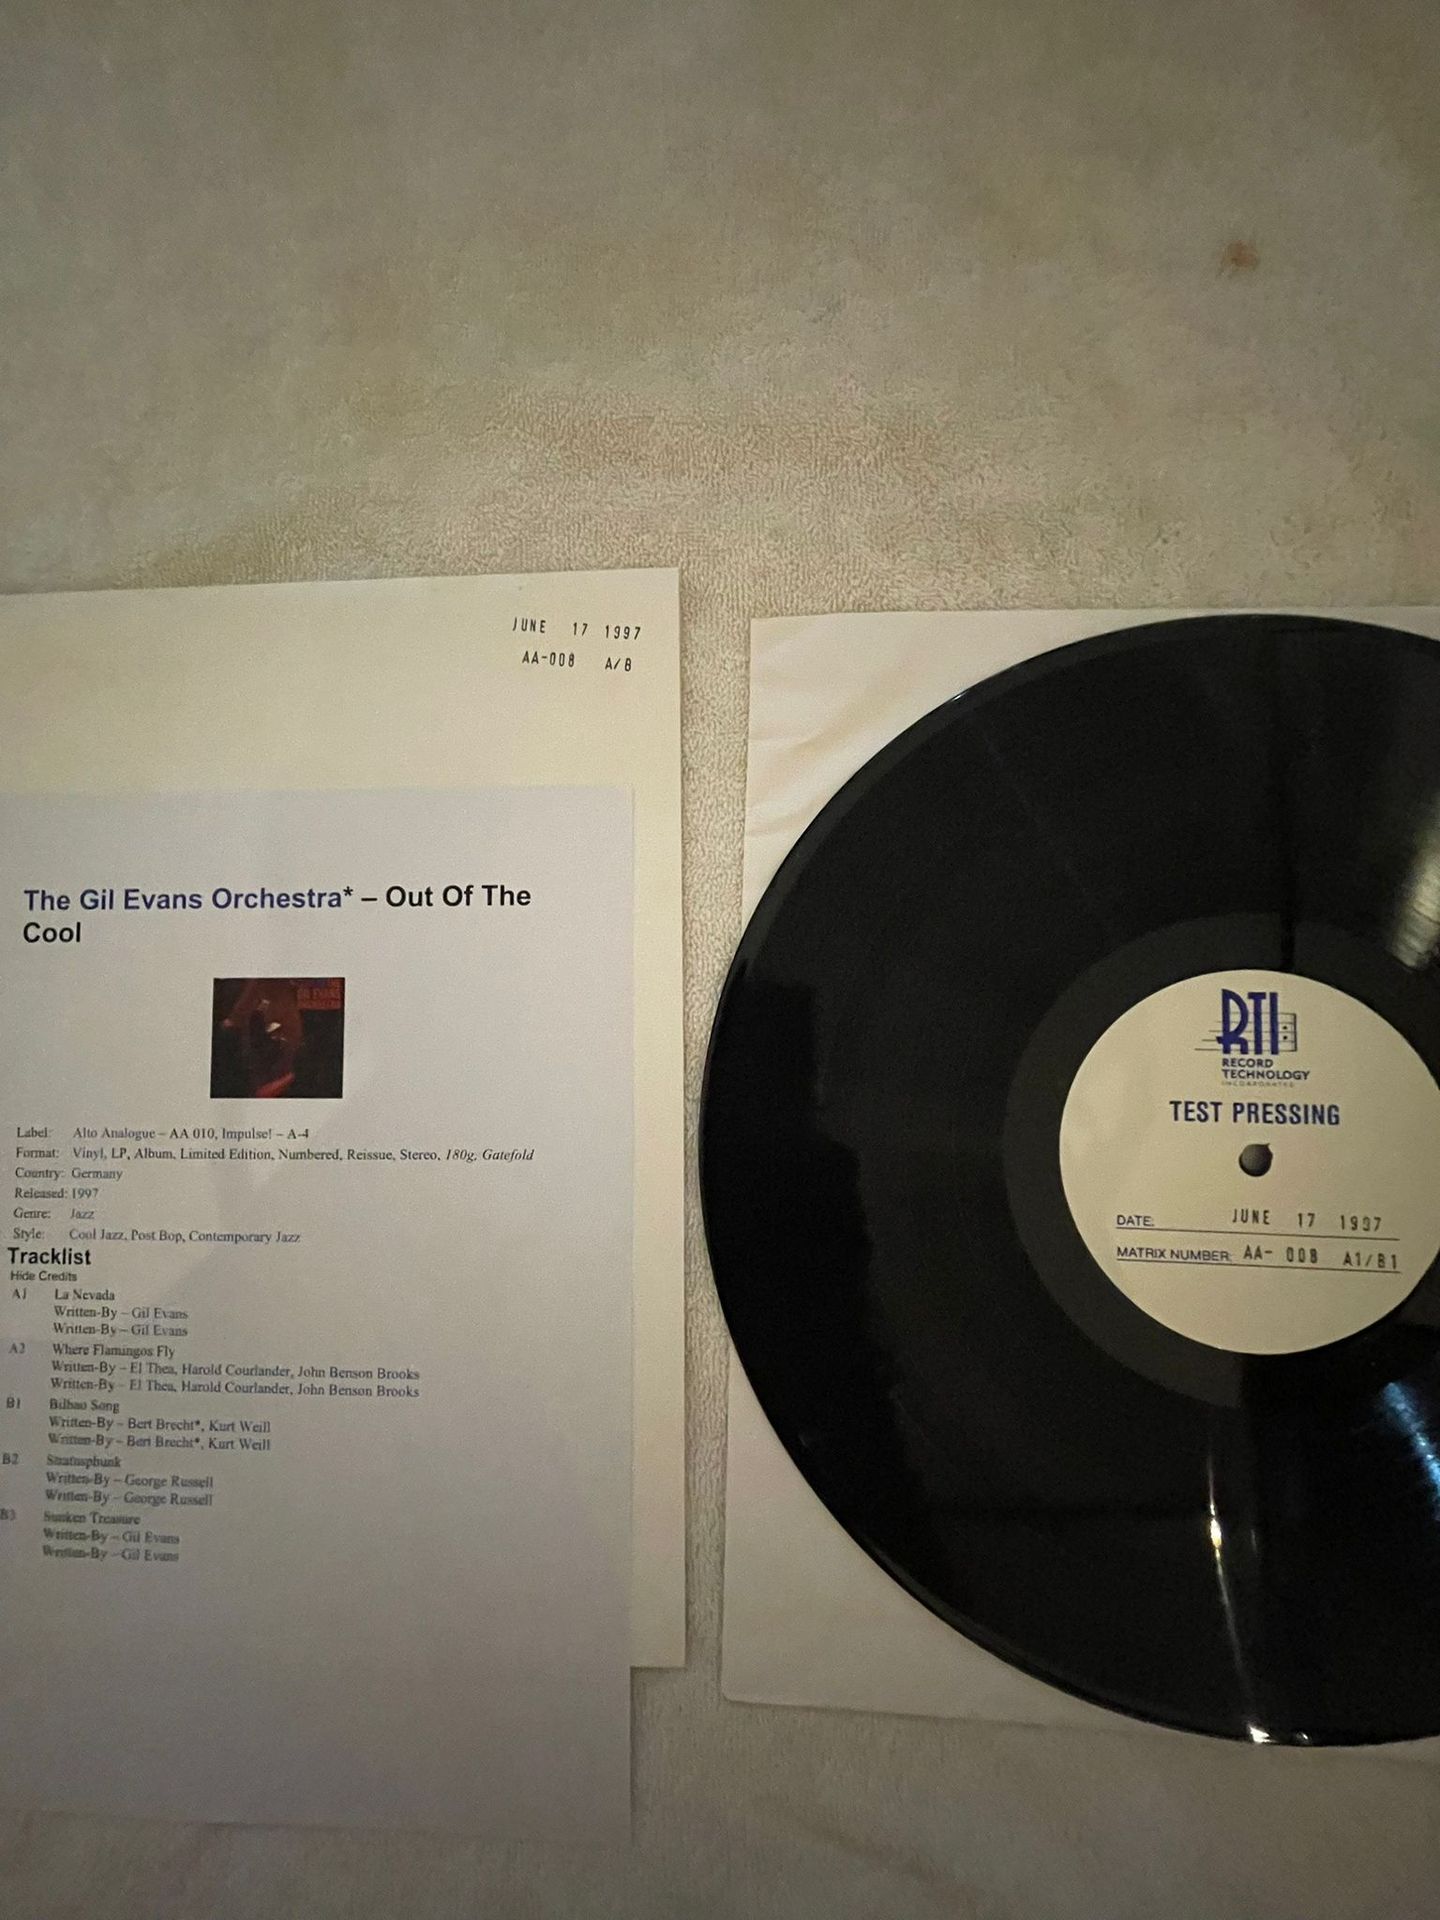 JUNE 17 1997
AA-008 A/B
The Gil Evans Orchestra* – Out Of The
Cool
Label: Alto Analogue – AA 010, Impulse! – A-4
Format: Vinyl, LP, Album, Limited Edition, Numbered, Reissue, Stereo, 180g, Gatefold
Country: Germany
Released: 1997
Genre: Jazz
Style: Cool Jazz, Post Bop, Contemporary Jazz
Tracklist
Hide Credits
A1 La Nevada
Written-By – Gil Evans
Written-By – Gil Evans
A2 Where Flamingos Fly
Written-By – El Thea, Harold Courlander, John Benson Brooks
Written-By – El Thea, Harold Courlander, John Benson Brooks
B1 Bilbao Song
Written-By – Bert Brecht*, Kurt Weill
Written-By – Bert Brecht*, Kurt Weill
B2 Stratusphunk
Written-By – George Russell
Written-By – George Russell
B3 Sunken Treasure
Written-By – Gil Evans
Written-By – Gil Evans
RTI
RECORD
TECHNOLOGY
INCORPORATED
TEST PRESSING
DATE: JUNE 17 1997
MATRIX NUMBER: AA- 008 A1/B1